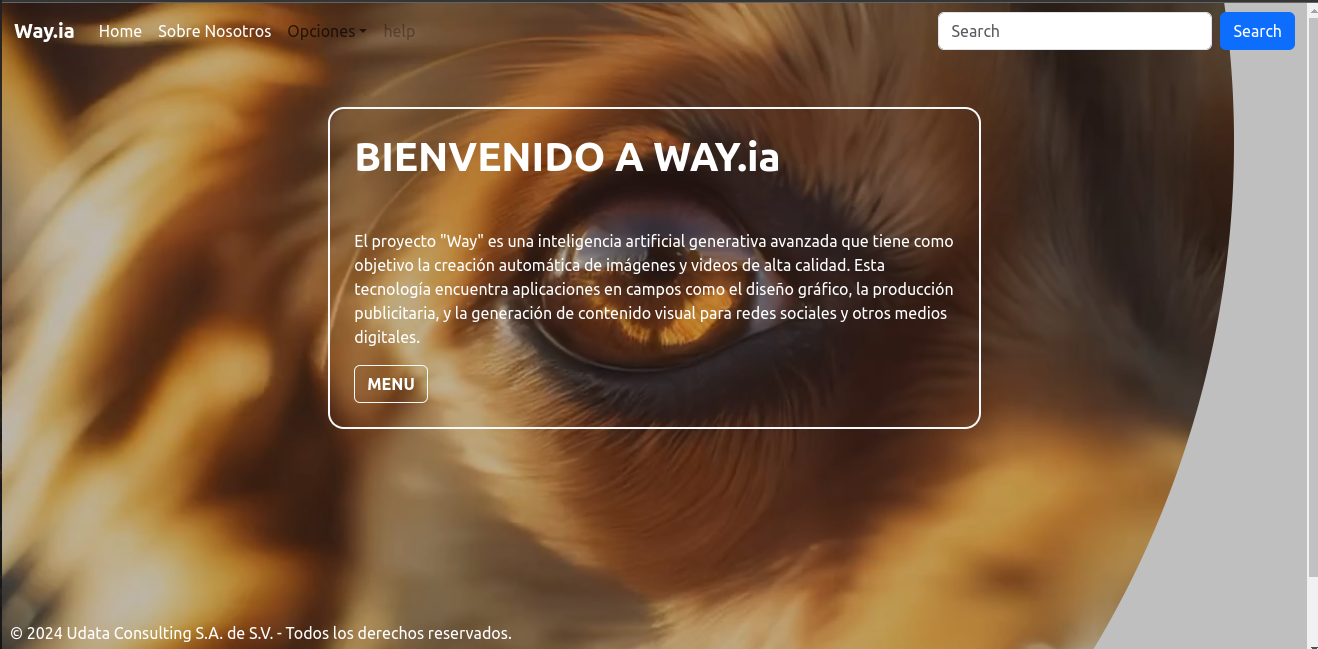 Way.ia Home Sobre Nosotros Opciones help Search Search
BIENVENIDO A WAY.ia
El proyecto "Way" es una inteligencia artificial generativa avanzada que tiene como
objetivo la creación automática de imágenes y videos de alta calidad. Esta
tecnología encuentra aplicaciones en campos como el diseño gráfico, la producción
publicitaria, y la generación de contenido visual para redes sociales y otros medios
digitales.
MENU
© 2024 Udata Consulting S.A. de S.V. - Todos los derechos reservados.